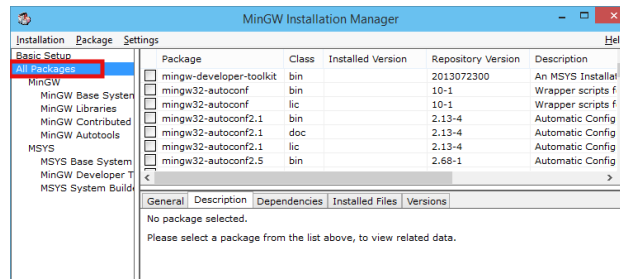 MinGW Installation Manager
Installation Package Settings Hel
Basic Setup
All Packages
MinGW
MinGW Base System
MinGW Libraries
MinGW Contributed
MinGW Autotools
MSYS
MSYS Base System
MinGW Developer T
MSYS System Builde
Package Class Installed Version Repository Version Description
mingw-developer-toolkit bin 2013072300 An MSYS Installat
mingw32-autoconf bin 10-1 Wrapper scripts f
mingw32-autoconf lic 10-1 Wrapper scripts f
mingw32-autoconf2.1 bin 2.13-4 Automatic Config
mingw32-autoconf2.1 doc 2.13-4 Automatic Config
mingw32-autoconf2.1 lic 2.13-4 Automatic Config
mingw32-autoconf2.5 bin 2.68-1 Automatic Config
General Description Dependencies Installed Files Versions
No package selected.
Please select a package from the list above, to view related data.